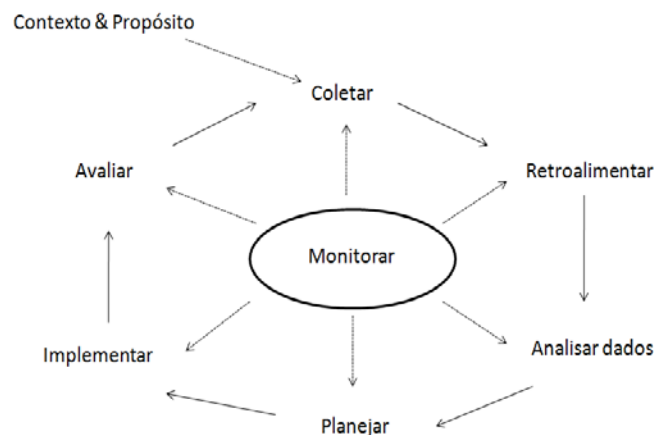 Contexto & Propósito
Coletar
Avaliar
Retroalimentar
Monitorar
Implementar
Analisar dados
Planejar